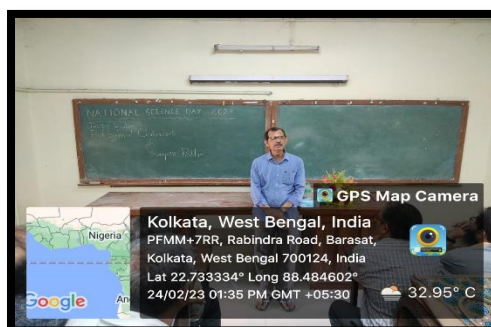 NATIONAL SCIENCE DAY 2023
GPS Map Camera
Nigeria
Google
An
Kolkata, West Bengal, India
PFMM+7RR, Rabindra Road, Barasat,
Kolkata, West Bengal 700124, India
Lat 22.733334° Long 88.484602°
24/02/23 01:35 PM GMT +05:30
32.95° C